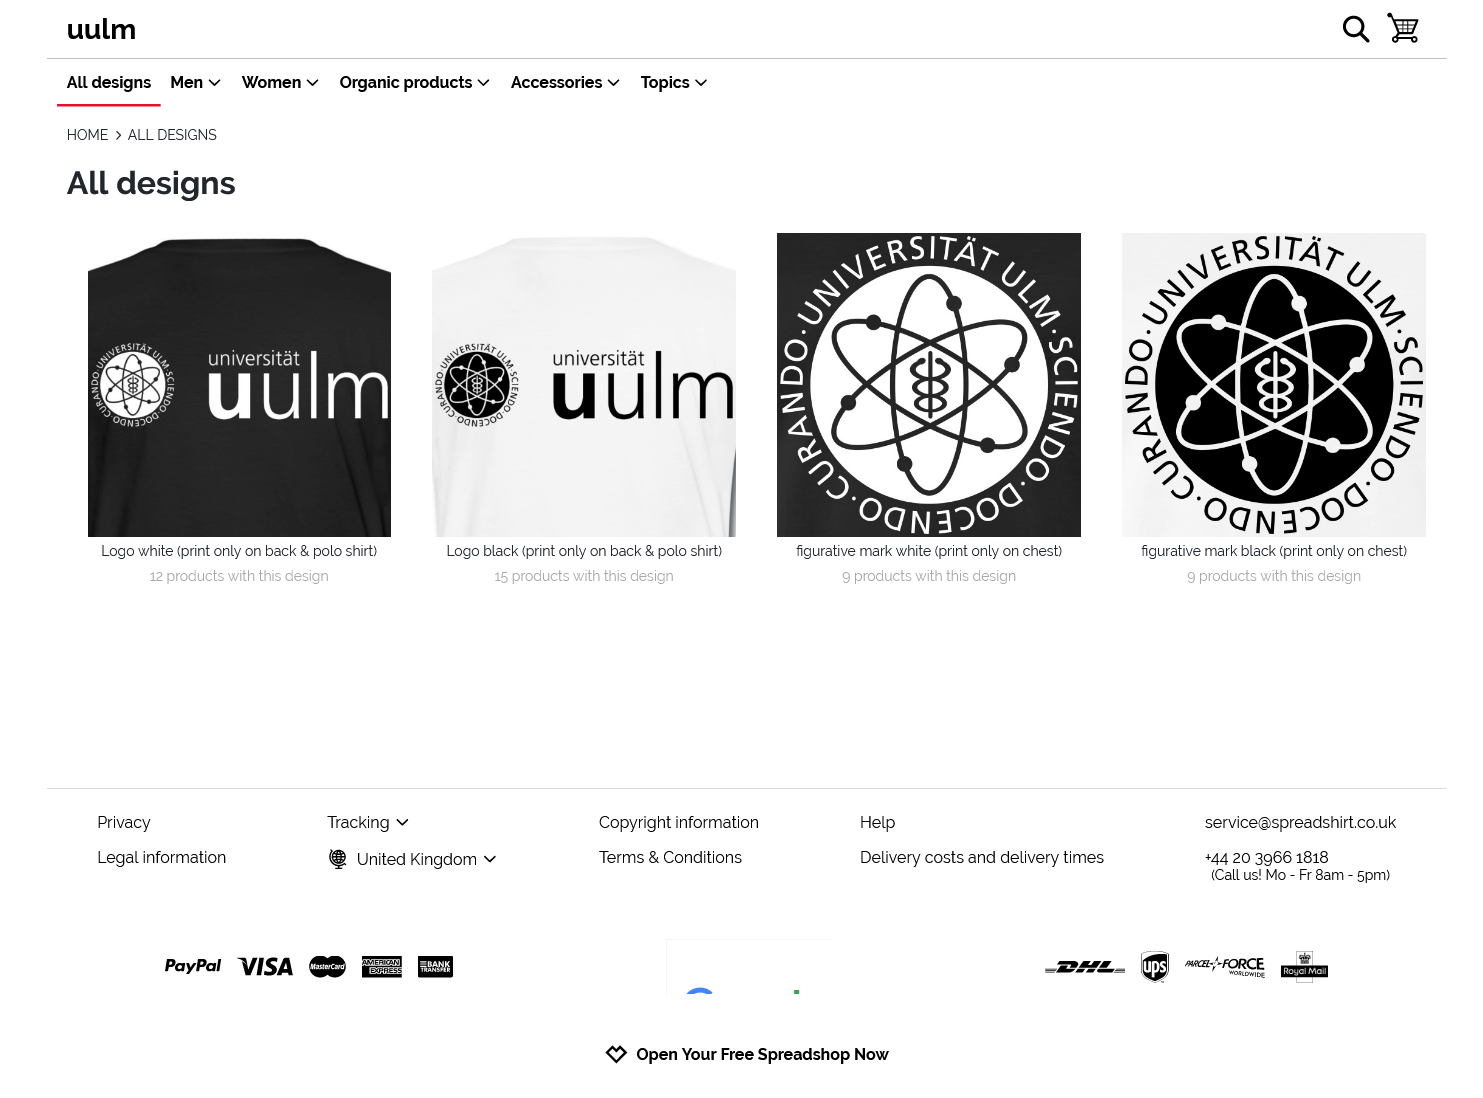 uulm
All designs Men Women Organic products Accessories Topics
HOME ALL DESIGNS
All designs
UNIVERSITÄT ULM · SCIENDO · DOCENDO · CURANDO ·
universität
uulm
UNIVERSITÄT ULM · SCIENDO · DOCENDO · CURANDO ·
universität
uulm
UNIVERSITÄT ULM · SCIENDO · DOCENDO · CURANDO ·
UNIVERSITÄT ULM · SCIENDO · DOCENDO · CURANDO ·
Logo white (print only on back & polo shirt)
12 products with this design
Logo black (print only on back & polo shirt)
15 products with this design
figurative mark white (print only on chest)
9 products with this design
figurative mark black (print only on chest)
9 products with this design
Privacy
Legal information
Tracking
United Kingdom
Copyright information
Terms & Conditions
Help
Delivery costs and delivery times
service@spreadshirt.co.uk
+44 20 3966 1818
(Call us! Mo - Fr 8am - 5pm)
PayPal VISA MasterCard AMERICAN EXPRESS BANK TRANSFER
DHL ups PARCEL FORCE WORLDWIDE Royal Mail
Open Your Free Spreadshop Now